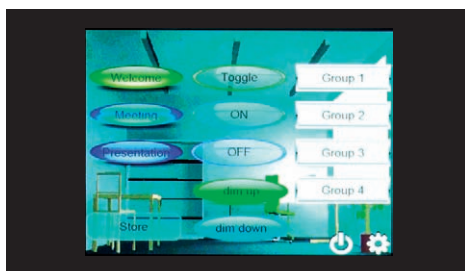 Welcome
Toggle
Group 1
Meeting
ON
Group 2
Presentation
OFF
Group 3
dim up
Group 4
Store
dim down